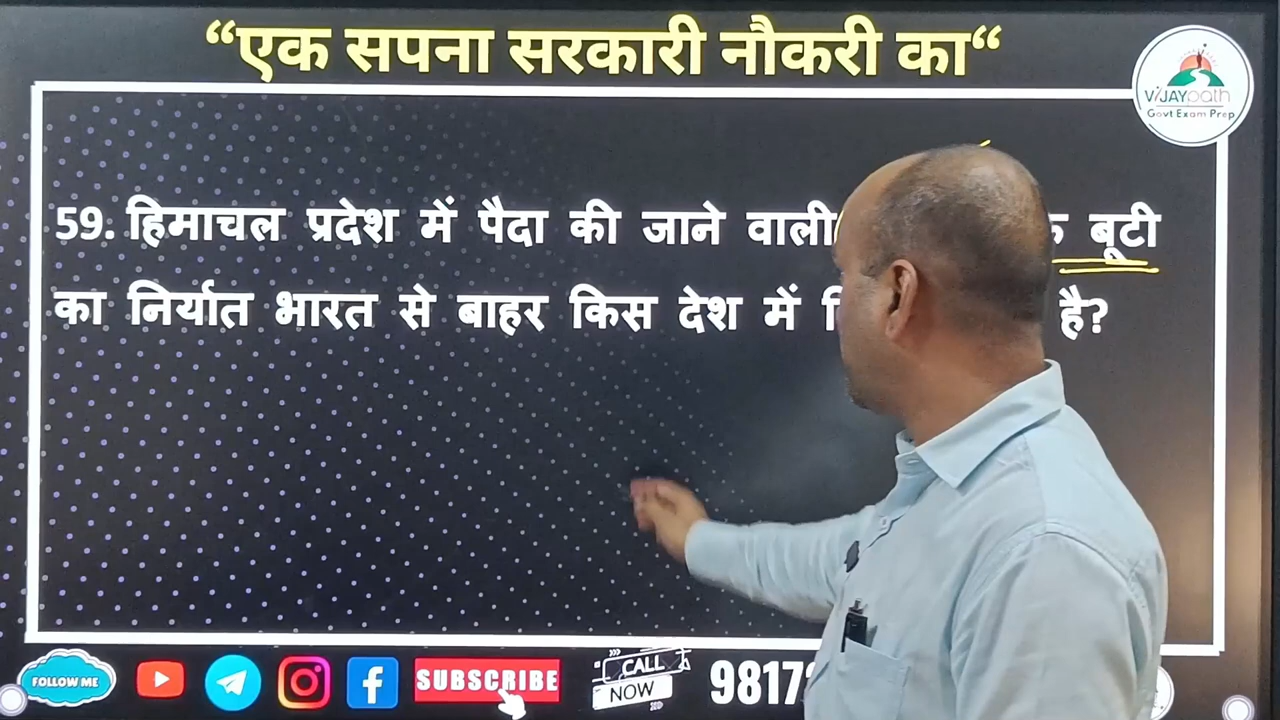 “एक सपना सरकारी नौकरी का“
VIJAYpath
Govt Exam Prep
59. हिमाचल प्रदेश में पैदा की जाने वाली बूटी
का निर्यात भारत से बाहर किस देश में है?
FOLLOW ME
SUBSCRIBE
CALL
NOW
9817